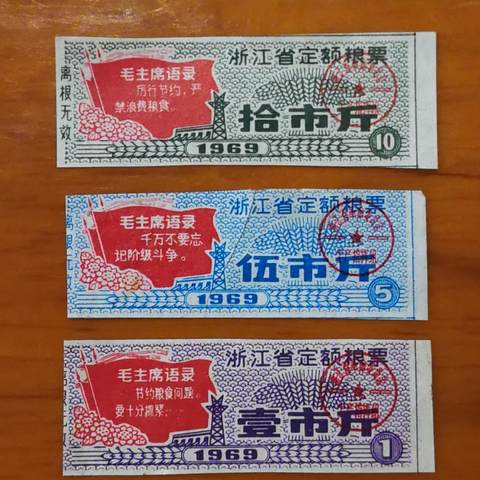 离根无效
毛主席语录
厉行节约，严
禁浪费粮食。
浙江省定额粮票
拾市斤
1969
10
毛主席语录
千万不要忘
记阶级斗争。
浙江省定额粮票
伍市斤
1969
5
毛主席语录
节约粮食问题，
要十分抓紧……
浙江省定额粮票
壹市斤
1969
1